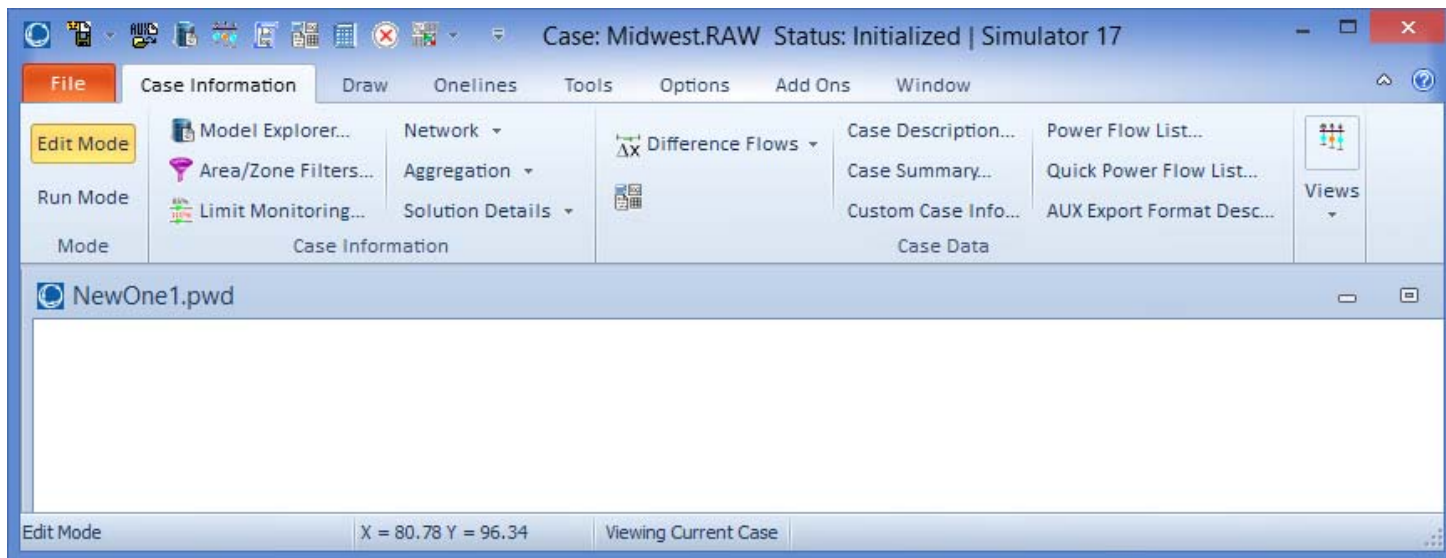 Case: Midwest.RAW Status: Initialized | Simulator 17
File Case Information Draw Onelines Tools Options Add Ons Window
Edit Mode
Run Mode
Mode
Model Explorer...
Area/Zone Filters...
Limit Monitoring...
Network
Aggregation
Solution Details
Case Information
Δx Difference Flows
Case Description...
Case Summary...
Custom Case Info...
Power Flow List...
Quick Power Flow List...
AUX Export Format Desc...
Case Data
Views
NewOne1.pwd
Edit Mode X = 80.78 Y = 96.34 Viewing Current Case